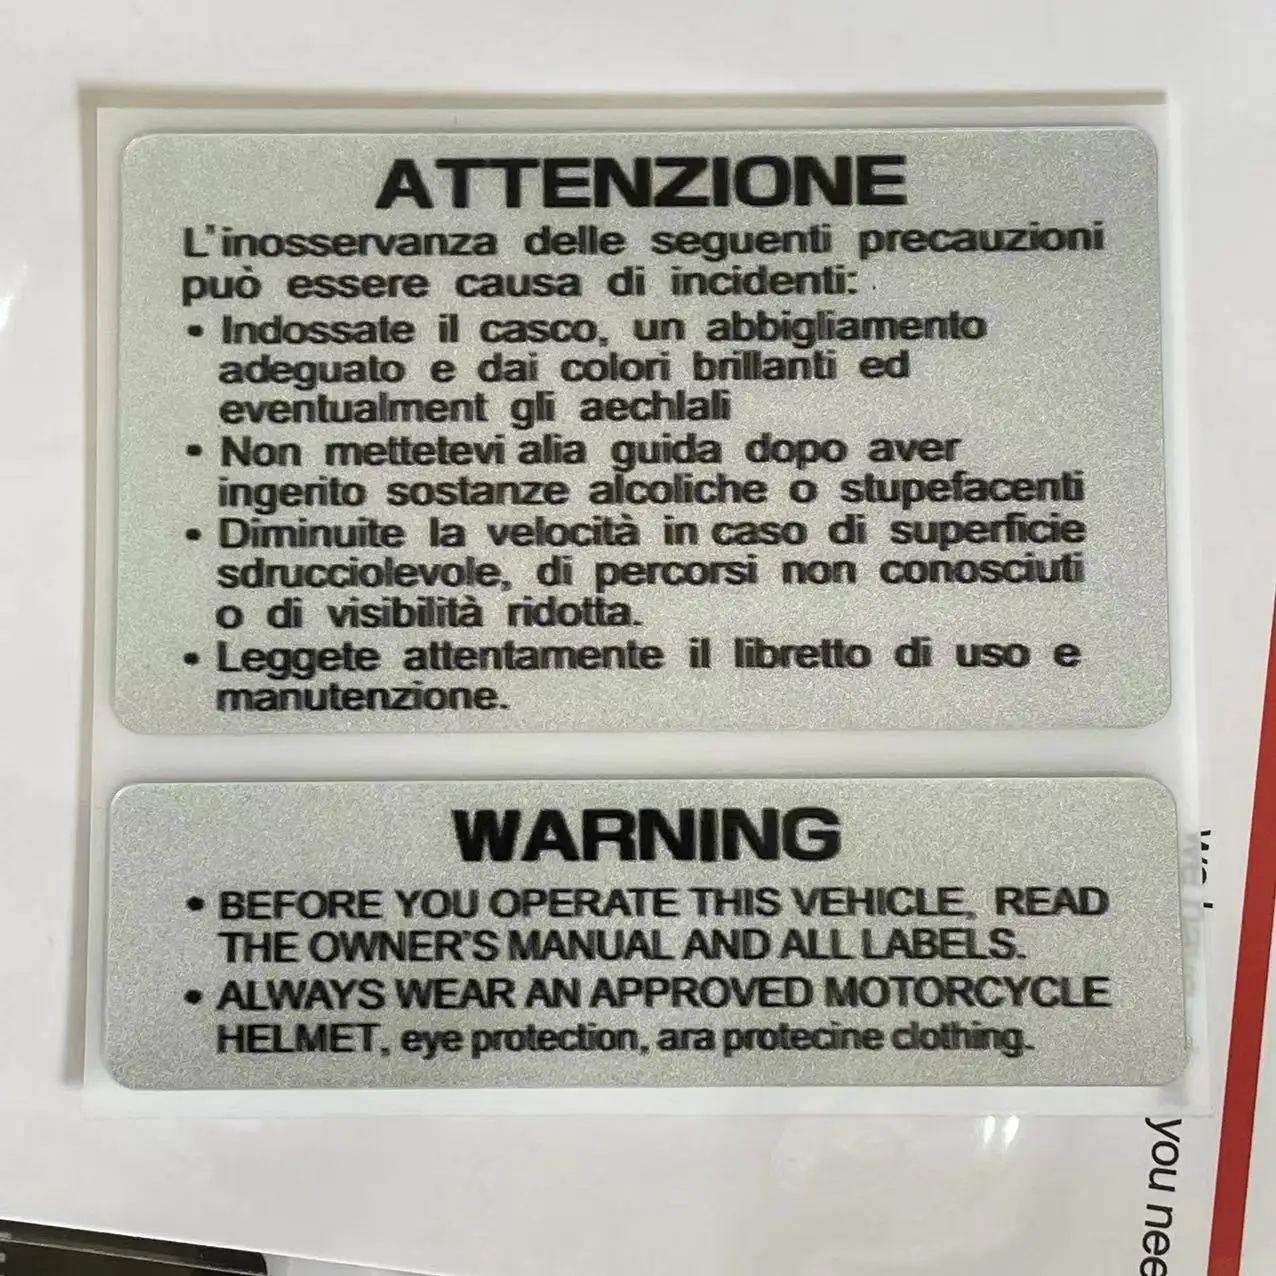 ATTENZIONE
L'inosservanza delle seguenti precauzioni
può essere causa di incidenti:
• Indossate il casco, un abbigliamento
adeguato e dai colori brillanti ed
eventualment gli aechlali
• Non mettetevi alia guida dopo aver
ingerito sostanze alcoliche o stupefacenti
• Diminuite la velocità in caso di superficie
sdrucciolevole, di percorsi non conosciuti
o di visibilità ridotta.
• Leggete attentamente il libretto di uso e
manutenzione.
WARNING
• BEFORE YOU OPERATE THIS VEHICLE, READ
THE OWNER'S MANUAL AND ALL LABELS.
• ALWAYS WEAR AN APPROVED MOTORCYCLE
HELMET, eye protection, ara protecine clothing.
you nee